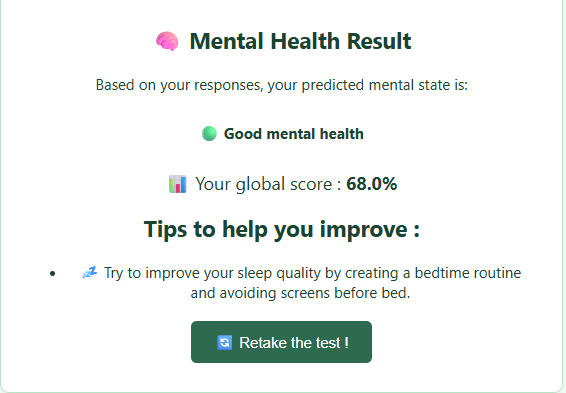 🧠 Mental Health Result
Based on your responses, your predicted mental state is:
🟢 Good mental health
📊 Your global score : 68.0%
Tips to help you improve :
• 💤 Try to improve your sleep quality by creating a bedtime routine
and avoiding screens before bed.
🔄 Retake the test !